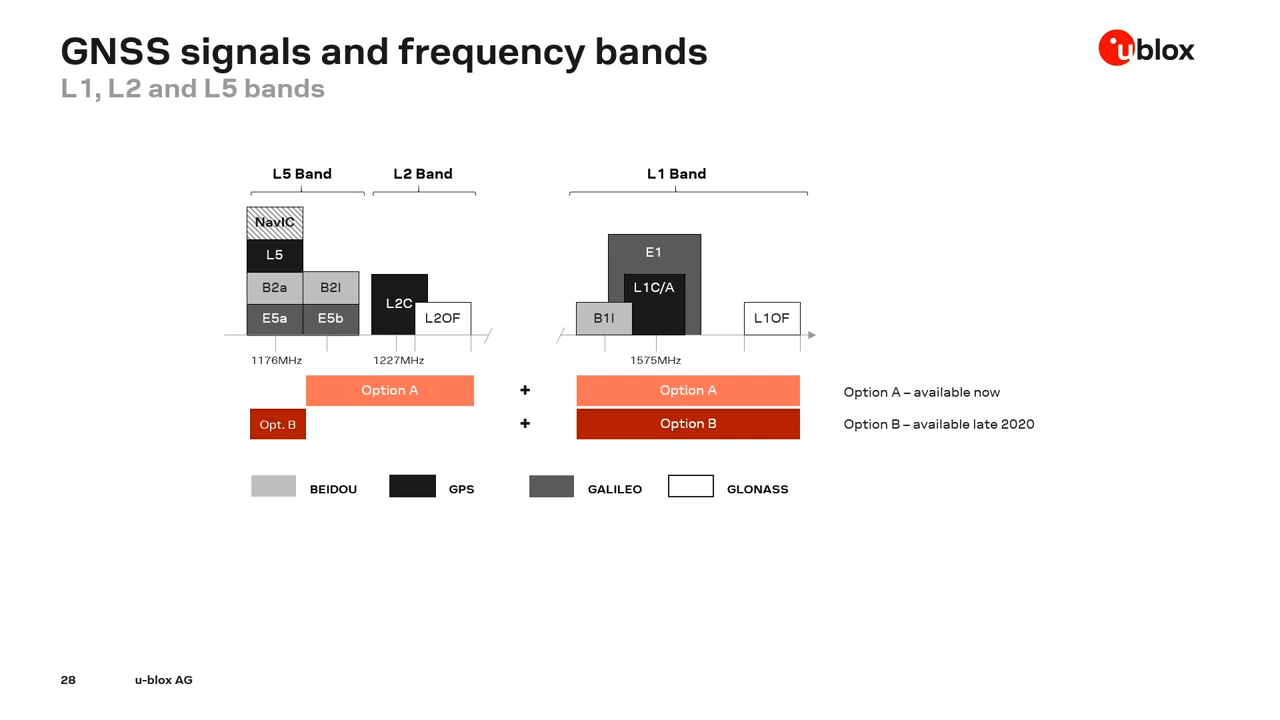 GNSS signals and frequency bands
ublox
L1, L2 and L5 bands
L5 Band
L2 Band
L1 Band
NavIC
L5
E1
B2a
B2I
L1C/A
L2C
E5a
E5b
L2OF
B1I
L1OF
1176MHz
1227MHz
1575MHz
Option A
+
Option A
Option A – available now
Opt. B
+
Option B
Option B – available late 2020
BEIDOU
GPS
GALILEO
GLONASS
28
u-blox AG